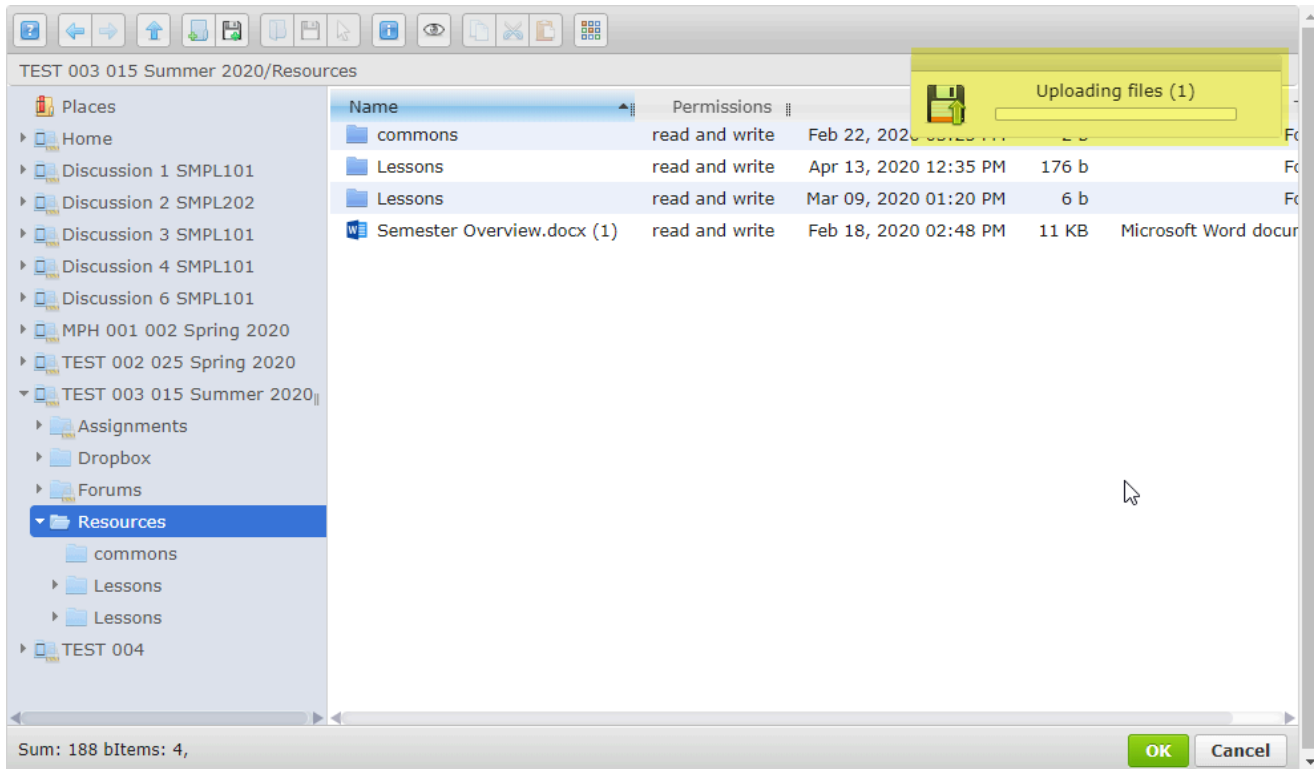 TEST 003 015 Summer 2020/Resources
Uploading files (1)
Places
Home
Discussion 1 SMPL101
Discussion 2 SMPL202
Discussion 3 SMPL101
Discussion 4 SMPL101
Discussion 6 SMPL101
MPH 001 002 Spring 2020
TEST 002 025 Spring 2020
TEST 003 015 Summer 2020
Assignments
Dropbox
Forums
Resources
commons
Lessons
Lessons
TEST 004
Name Permissions
commons read and write Feb 22, 2020
Lessons read and write Apr 13, 2020 12:35 PM 176 b Fo
Lessons read and write Mar 09, 2020 01:20 PM 6 b Fo
Semester Overview.docx (1) read and write Feb 18, 2020 02:48 PM 11 KB Microsoft Word docur
Sum: 188 bItems: 4,
OK Cancel